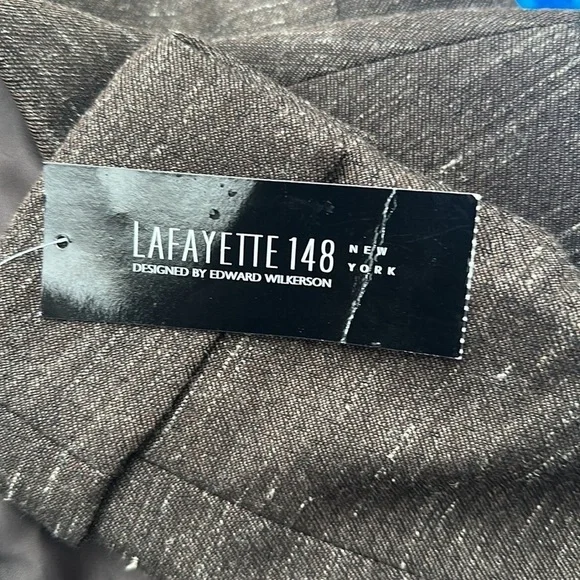 LAFAYETTE 148 NEW YORK
DESIGNED BY EDWARD WILKERSON